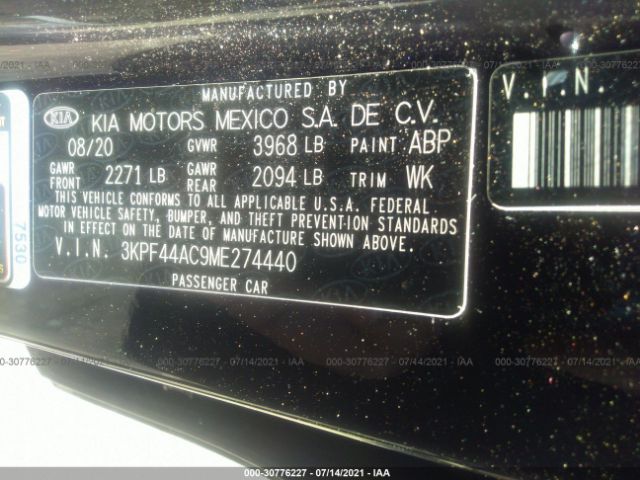 MANUFACTURED BY
KIA KIA MOTORS MEXICO S.A. DE C.V.
08/20 GVWR 3968 LB PAINT ABP
GAWR FRONT 2271 LB GAWR REAR 2094 LB TRIM WK
THIS VEHICLE CONFORMS TO ALL APPLICABLE U.S.A. FEDERAL
MOTOR VEHICLE SAFETY, BUMPER, AND THEFT PREVENTION STANDARDS
IN EFFECT ON THE DATE OF MANUFACTURE SHOWN ABOVE.
V.I.N. 3KPF44AC9ME274440
PASSENGER CAR
7530
V.I.N.
000-30776227 - 07/14/2021 - IAA